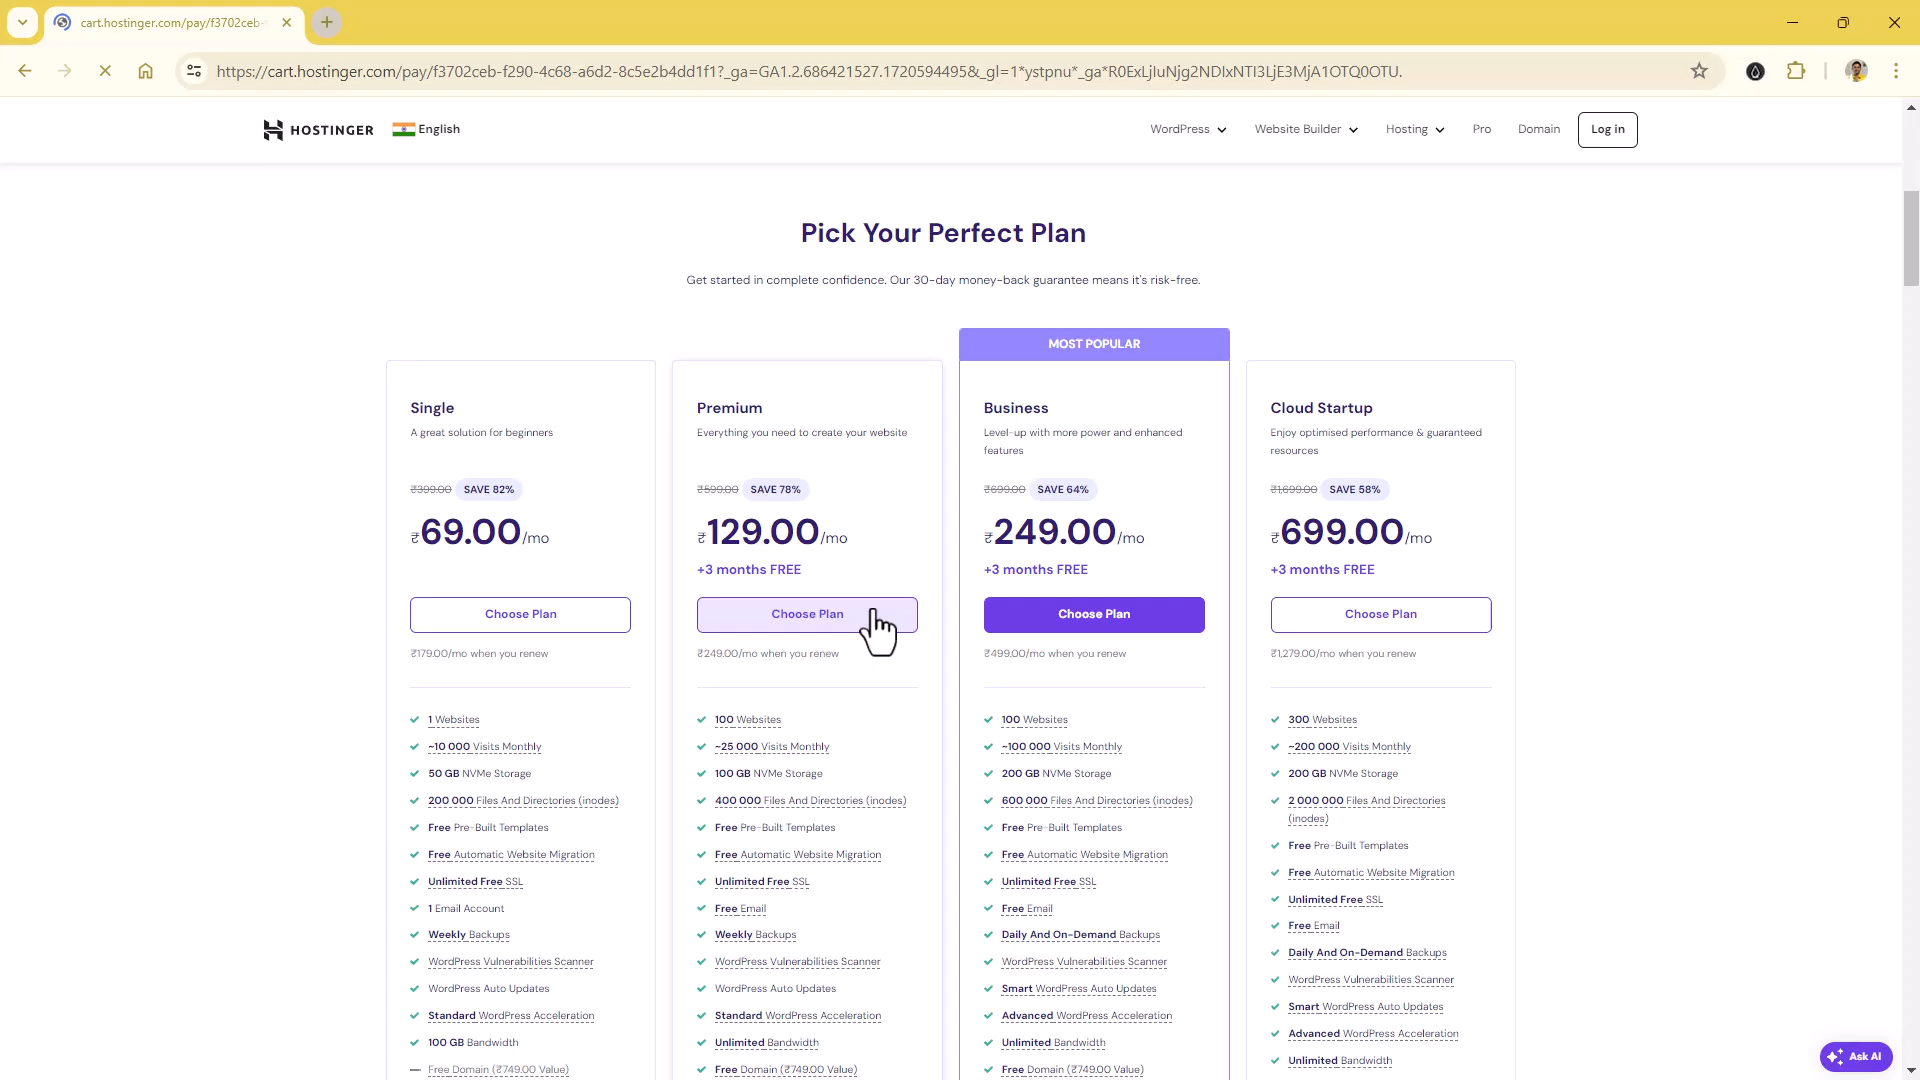 cart.hostinger.com/pay/f3702ceb-
https://cart.hostinger.com/pay/f3702ceb-f290-4c68-a6d2-8c5e2b4dd1f1?_ga=GA1.2.686421527.1720594495&_gl=1*ystpnu*_ga*R0ExLjIuNjg2NDIxNTI3LjE3MjA1OTQ0OTU.
HOSTINGER
English
WordPress
Website Builder
Hosting
Pro
Domain
Log in
Pick Your Perfect Plan
Get started in complete confidence. Our 30-day money-back guarantee means it's risk-free.
Single
A great solution for beginners
₹399.00 SAVE 82%
₹69.00/mo
Choose Plan
₹179.00/mo when you renew
1 Websites
~10 000 Visits Monthly
50 GB NVMe Storage
200 000 Files And Directories (inodes)
Free Pre-Built Templates
Free Automatic Website Migration
Unlimited Free SSL
1 Email Account
Weekly Backups
WordPress Vulnerabilities Scanner
WordPress Auto Updates
Standard WordPress Acceleration
100 GB Bandwidth
Free Domain (₹749.00 Value)
Premium
Everything you need to create your website
₹599.00 SAVE 78%
₹129.00/mo
+3 months FREE
Choose Plan
₹249.00/mo when you renew
100 Websites
~25 000 Visits Monthly
100 GB NVMe Storage
400 000 Files And Directories (inodes)
Free Pre-Built Templates
Free Automatic Website Migration
Unlimited Free SSL
Free Email
Weekly Backups
WordPress Vulnerabilities Scanner
WordPress Auto Updates
Standard WordPress Acceleration
Unlimited Bandwidth
Free Domain (₹749.00 Value)
MOST POPULAR
Business
Level-up with more power and enhanced
features
₹699.00 SAVE 64%
₹249.00/mo
+3 months FREE
Choose Plan
₹499.00/mo when you renew
100 Websites
~100 000 Visits Monthly
200 GB NVMe Storage
600 000 Files And Directories (inodes)
Free Pre-Built Templates
Free Automatic Website Migration
Unlimited Free SSL
Free Email
Daily And On-Demand Backups
WordPress Vulnerabilities Scanner
Smart WordPress Auto Updates
Advanced WordPress Acceleration
Unlimited Bandwidth
Free Domain (₹749.00 Value)
Cloud Startup
Enjoy optimised performance & guaranteed
resources
₹1,699.00 SAVE 58%
₹699.00/mo
+3 months FREE
Choose Plan
₹1,279.00/mo when you renew
300 Websites
~200 000 Visits Monthly
200 GB NVMe Storage
2 000 000 Files And Directories
(inodes)
Free Pre-Built Templates
Free Automatic Website Migration
Unlimited Free SSL
Free Email
Daily And On-Demand Backups
WordPress Vulnerabilities Scanner
Smart WordPress Auto Updates
Advanced WordPress Acceleration
Unlimited Bandwidth
Ask AI